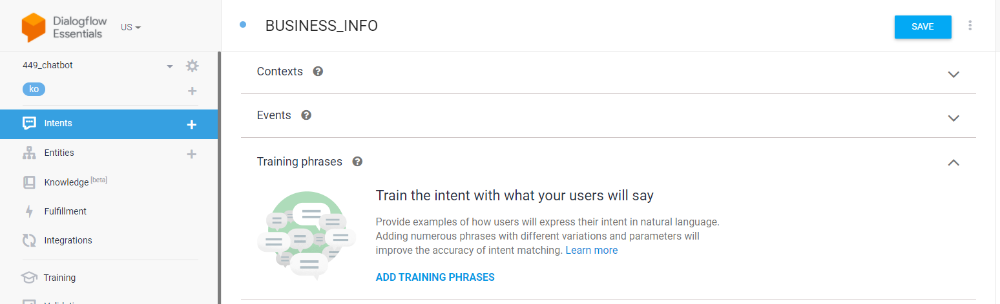 Dialogflow
Essentials
US
449_chatbot
ko
Intents
Entities
Knowledge [beta]
Fulfillment
Integrations
Training
BUSINESS_INFO
SAVE
Contexts
Events
Training phrases
Train the intent with what your users will say
Provide examples of how users will express their intent in natural language.
Adding numerous phrases with different variations and parameters will
improve the accuracy of intent matching. Learn more
ADD TRAINING PHRASES